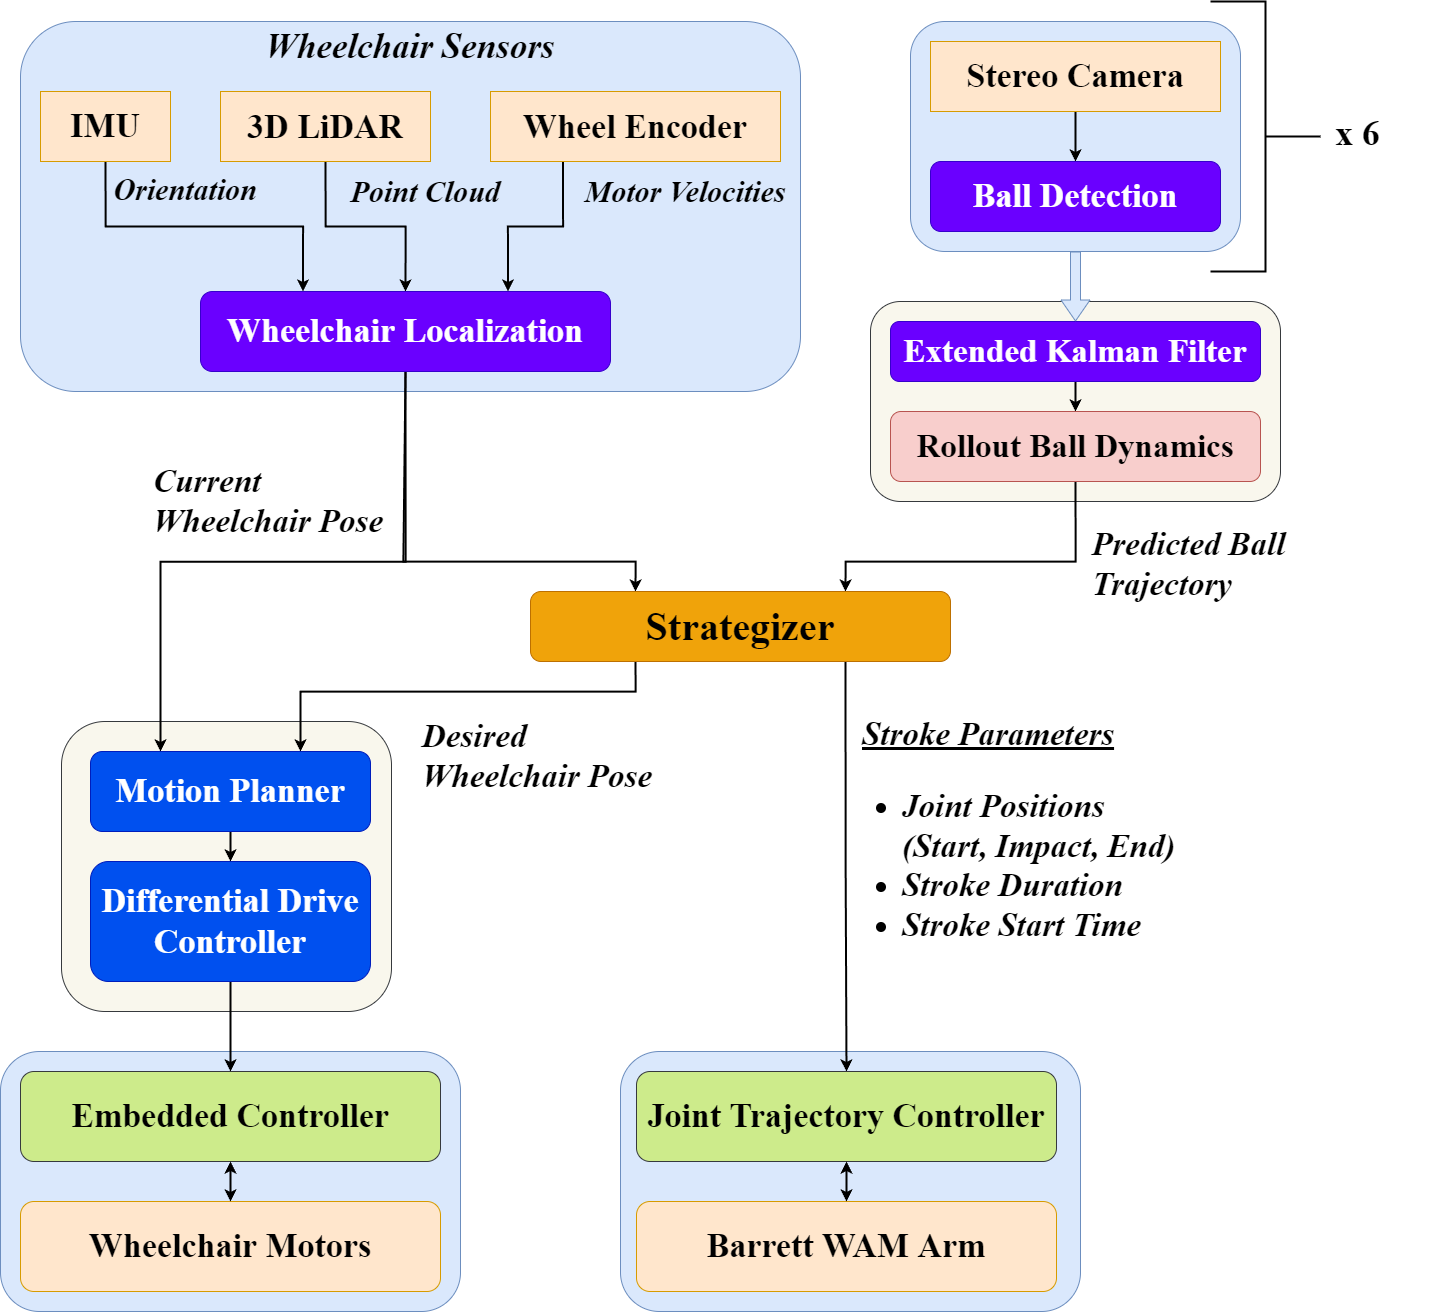 Wheelchair Sensors
IMU
3D LiDAR
Wheel Encoder
Orientation
Point Cloud
Motor Velocities
Wheelchair Localization
Stereo Camera
Ball Detection
x 6
Extended Kalman Filter
Rollout Ball Dynamics
Current
Wheelchair Pose
Predicted Ball
Trajectory
Strategizer
Desired
Wheelchair Pose
Stroke Parameters
• Joint Positions
(Start, Impact, End)
• Stroke Duration
• Stroke Start Time
Motion Planner
Differential Drive
Controller
Embedded Controller
Wheelchair Motors
Joint Trajectory Controller
Barrett WAM Arm